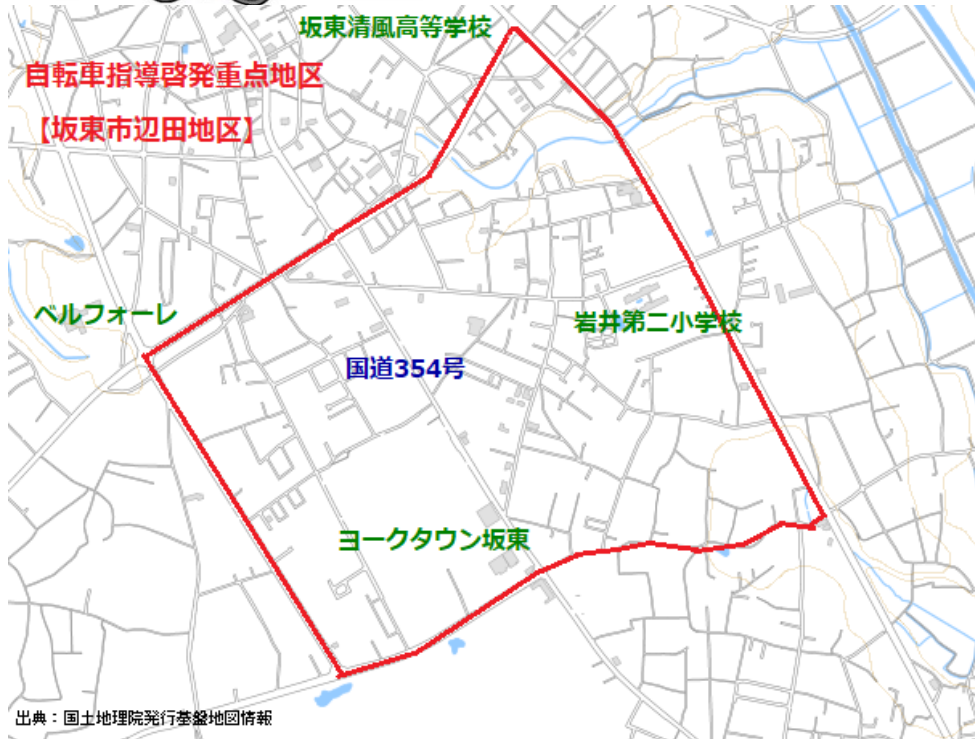 坂東清風高等学校
自転車指導啓発重点地区
【坂東市辺田地区】
ベルフォーレ
岩井第二小学校
国道354号
ヨークタウン坂東
出典：国土地理院発行基盤地図情報